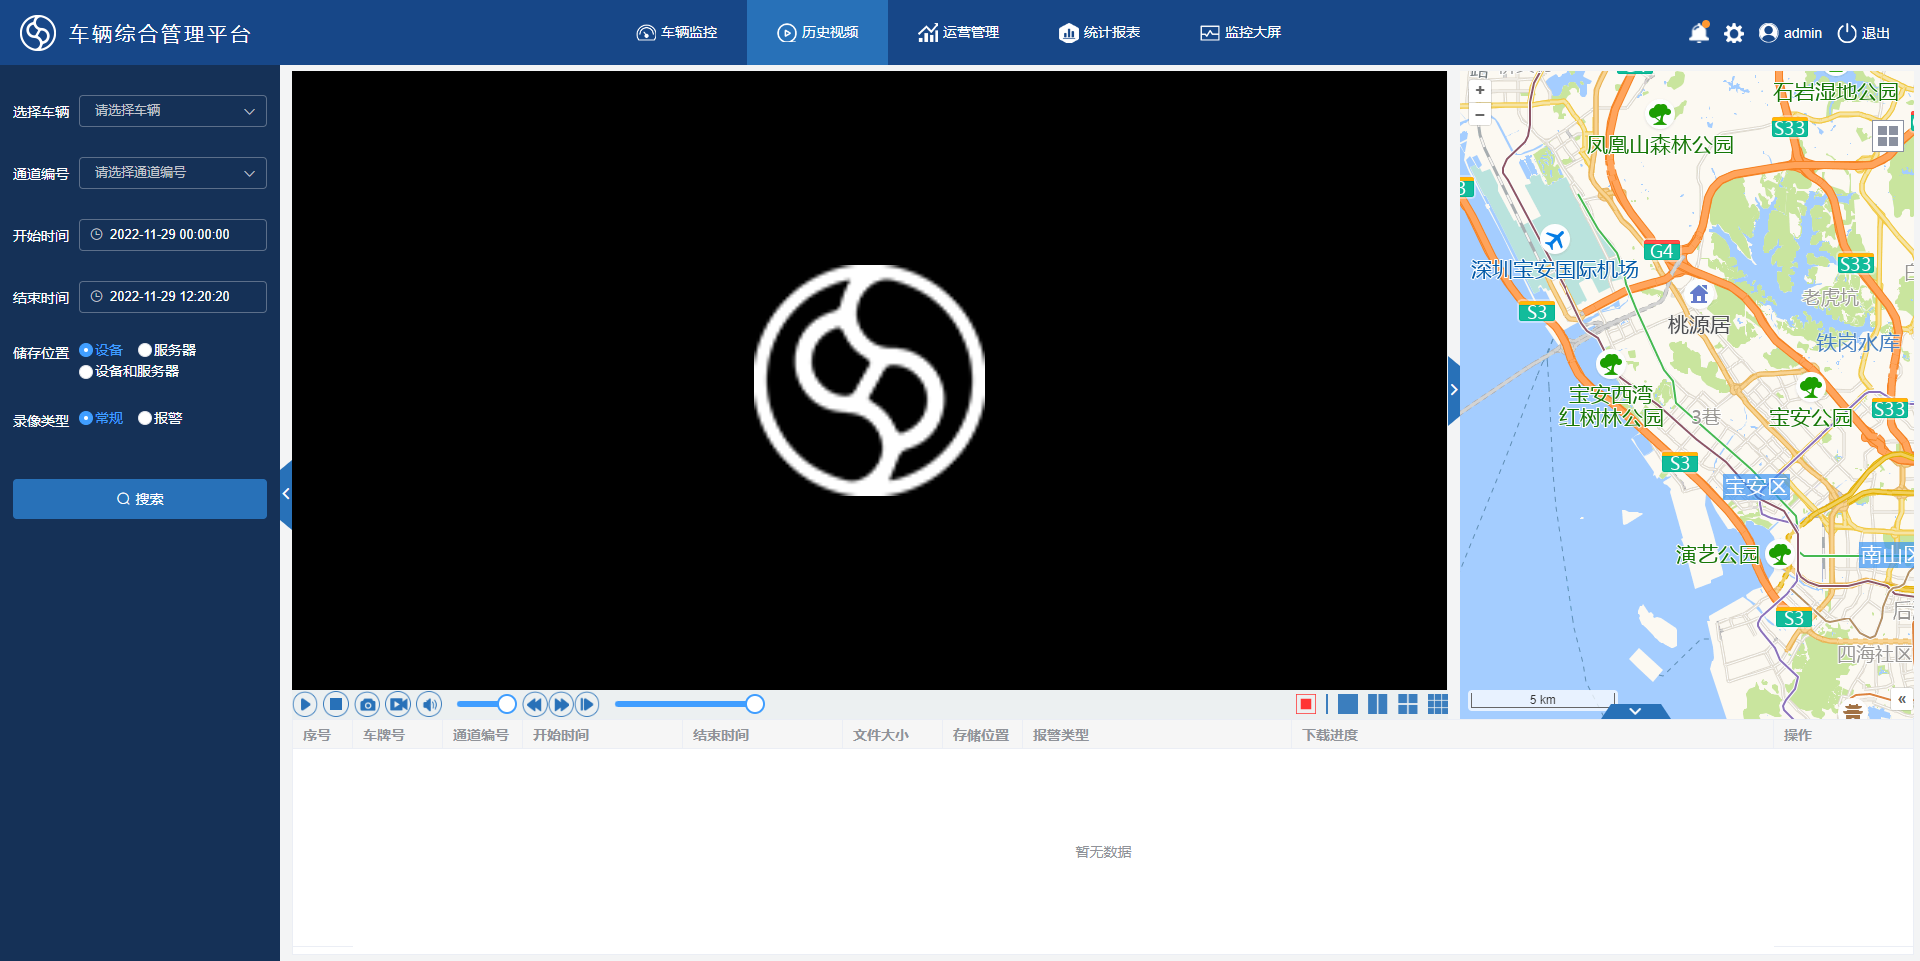 车辆综合管理平台
车辆监控
历史视频
运营管理
统计报表
监控大屏
admin
退出
选择车辆
请选择车辆
通道编号
请选择通道编号
开始时间
2022-11-29 00:00:00
结束时间
2022-11-29 12:20:20
储存位置
设备
服务器
设备和服务器
录像类型
常规
报警
搜索
+
−
石岩湿地公园
S33
凤凰山森林公园
G4
深圳宝安国际机场
S33
S3
老虎坑
桃源居
铁岗水库
宝安西湾
红树林公园
3巷
宝安公园
S33
S3
宝安区
演艺公园
南山区
S3
后
四海社区
5 km
«
序号
车牌号
通道编号
开始时间
结束时间
文件大小
存储位置
报警类型
下载进度
操作
暂无数据